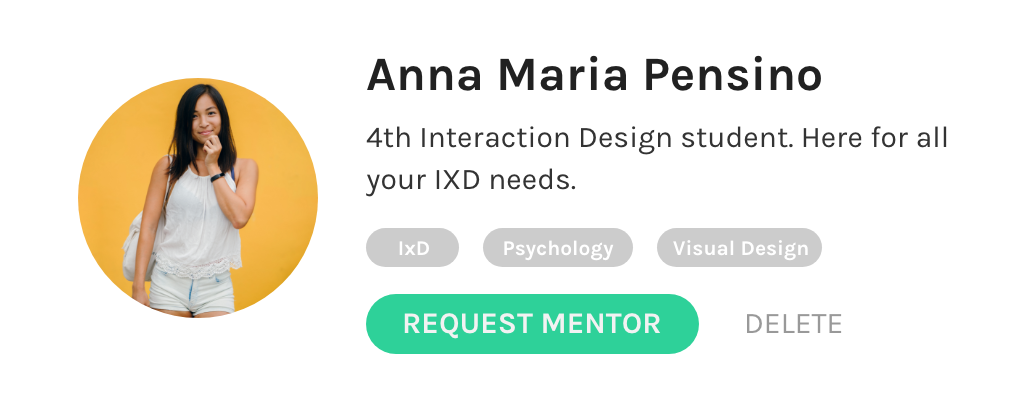 Anna Maria Pensino
4th Interaction Design student. Here for all
your IXD needs.
IxD Psychology Visual Design
REQUEST MENTOR DELETE